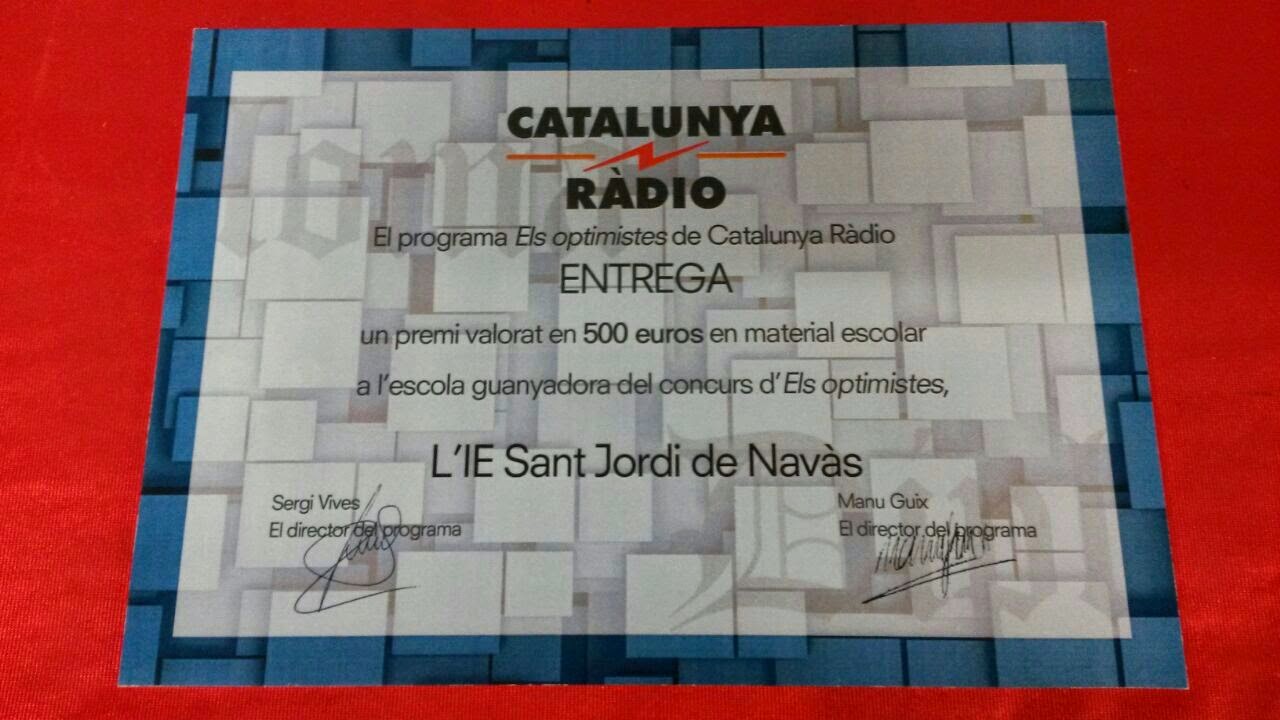 CATALUNYA
RÀDIO
El programa Els optimistes de Catalunya Ràdio
ENTREGA
un premi valorat en 500 euros en material escolar
a l'escola guanyadora del concurs d'Els optimistes,
L'IE Sant Jordi de Navàs
Sergi Vives
El director del programa
Manu Guix
El director del programa